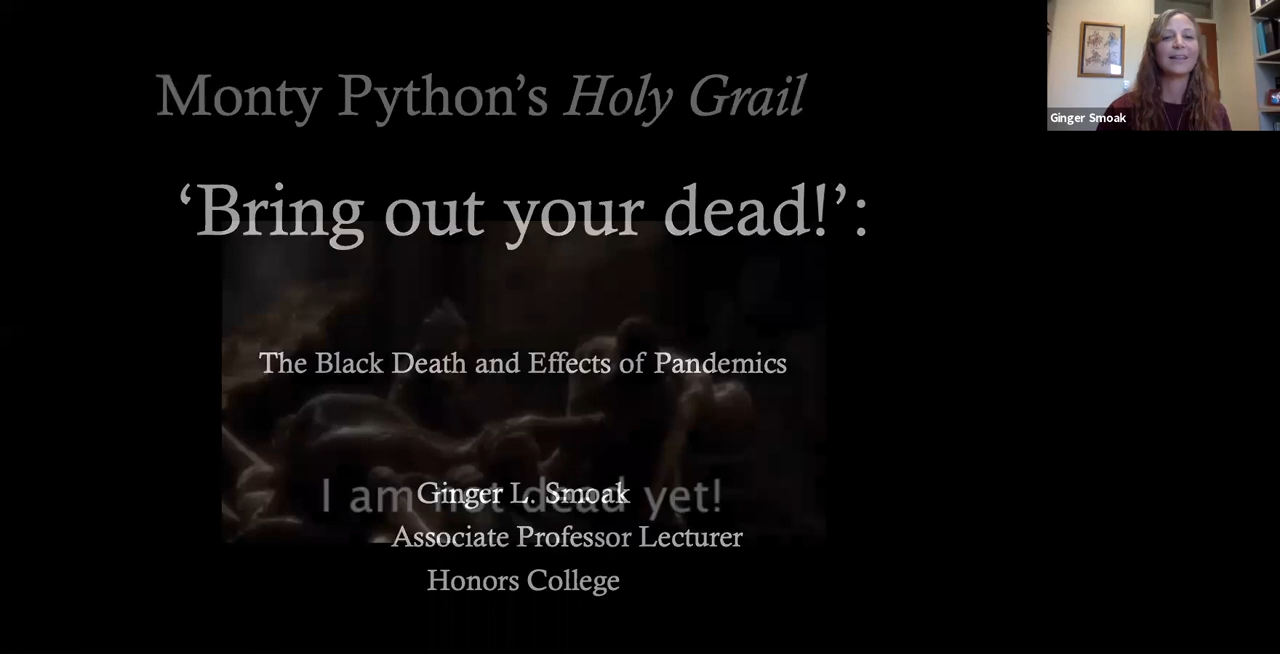 Monty Python’s Holy Grail
Ginger Smoak
‘Bring out your dead!’:
The Black Death and Effects of Pandemics
I am not dead yet!
Ginger L. Smoak
Associate Professor Lecturer
Honors College